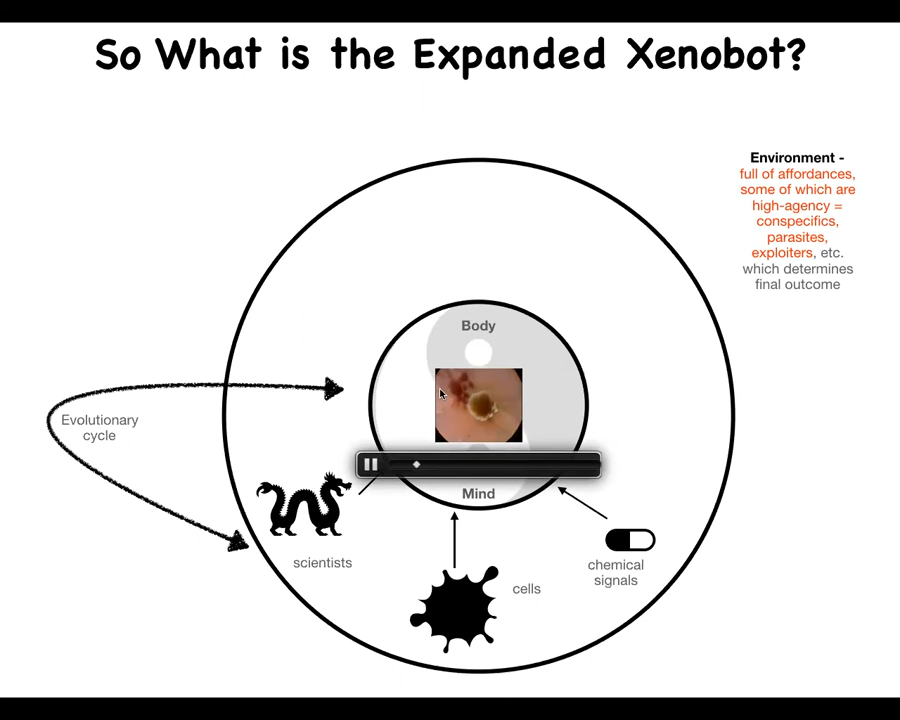 So What is the Expanded Xenobot?
Environment -
full of affordances,
some of which are
high-agency =
conspecifics,
parasites,
exploiters, etc.
which determines
final outcome
Body
Evolutionary
cycle
Mind
scientists
chemical
signals
cells